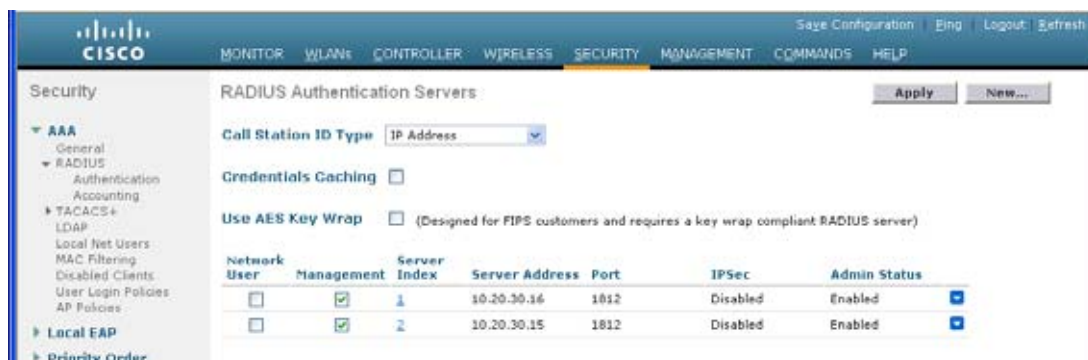 Save Configuration Ping Logout Refresh
CISCO
MONITOR WLANs CONTROLLER WIRELESS SECURITY MANAGEMENT COMMANDS HELP
Security
AAA
General
RADIUS
Authentication
Accounting
TACACS+
LDAP
Local Net Users
MAC Filtering
Disabled Clients
User Login Policies
AP Policies
Local EAP
Priority Order
RADIUS Authentication Servers
Apply New...
Call Station ID Type IP Address
Credentials Caching
Use AES Key Wrap (Designed for FIPS customers and requires a key wrap compliant RADIUS server)
Network User Management Server Index Server Address Port IPSec Admin Status
1 10.20.30.16 1812 Disabled Enabled
2 10.20.30.15 1812 Disabled Enabled